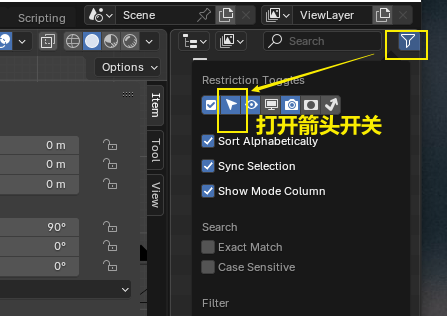 Scripting
Scene
ViewLayer
Search
Options
Restriction Toggles
打开箭头开关
Item
Tool
View
0 m
0 m
0 m
90°
0°
0°
Sort Alphabetically
Sync Selection
Show Mode Column
Search
Exact Match
Case Sensitive
Filter